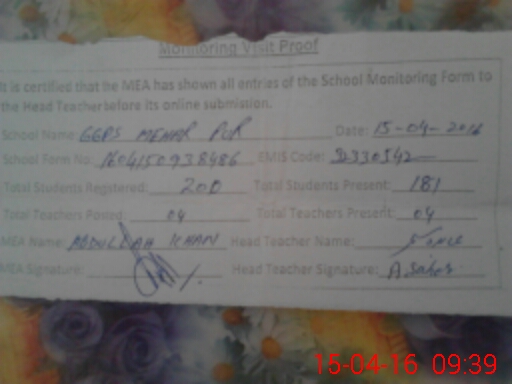 Monitoring Visit Proof
It is certified that the MEA has shown all entries of the School Monitoring Form to
the Head Teacher before its online submission.
School Name: GGPS MEHAR PUR Date: 15-04-2016
School Form No: EMIS Code:
Total Students Registered: 200 Total Students Present: 181
Total Teachers Posted: 04 Total Teachers Present: 04
MEA Name: ABDULLAH KHAN Head Teacher Name:
MEA Signature: Head Teacher Signature:
15-04-16 09:39